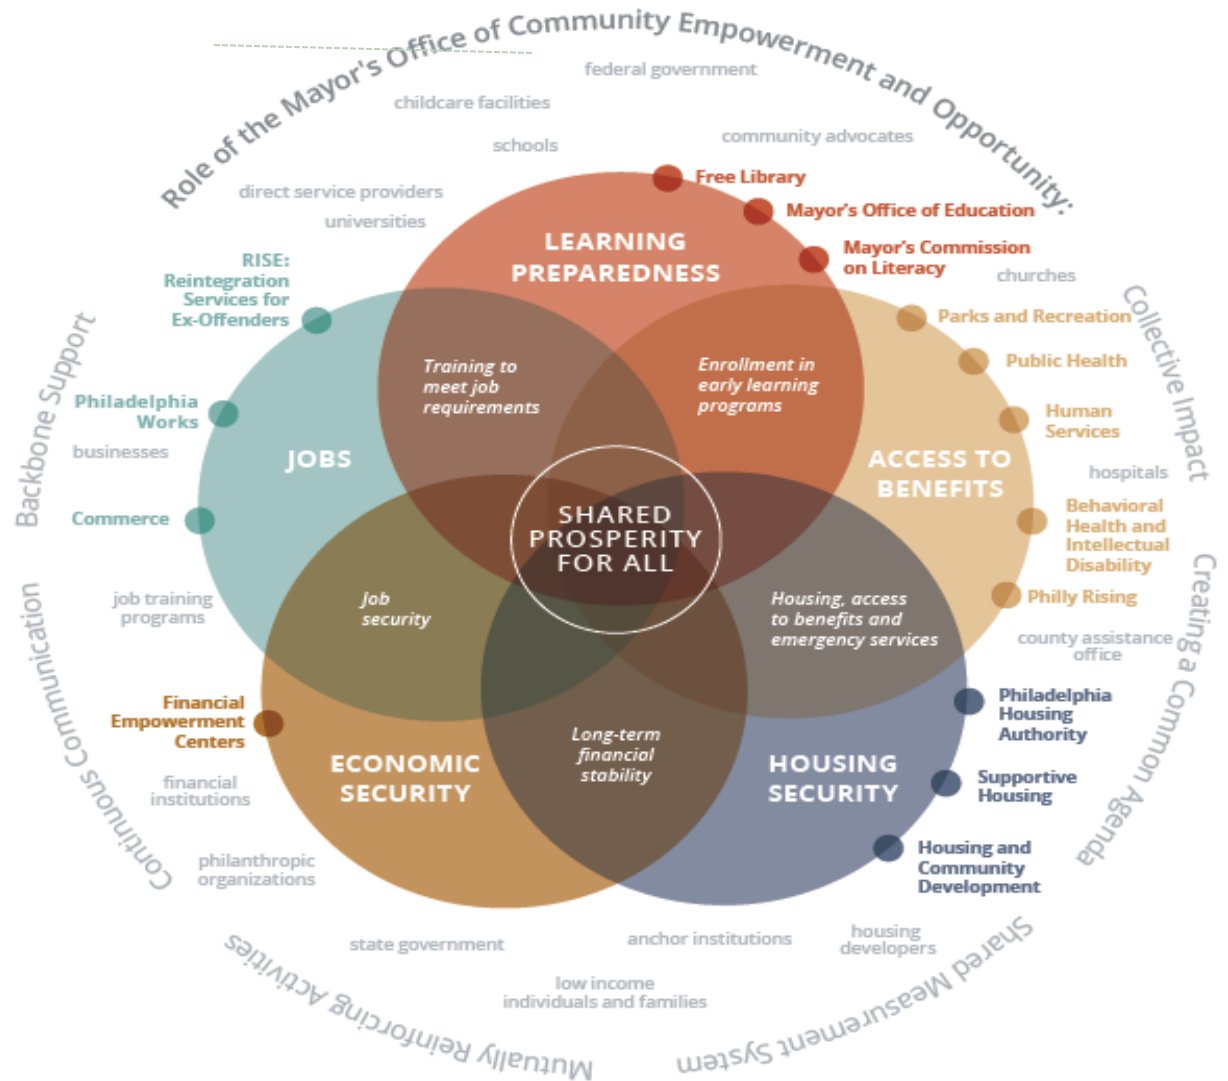 Role of the Mayor's Office of Community Empowerment and Opportunity:
federal government
childcare facilities
community advocates
schools
Free Library
direct service providers
Mayor's Office of Education
universities
LEARNING
PREPAREDNESS
Mayor's Commission
on Literacy
RISE:
Reintegration
Services for
Ex-Offenders
churches
Parks and Recreation
Collective Impact
Backbone Support
Training to
meet job
requirements
Enrollment in
early learning
programs
Public Health
Philadelphia
Works
Human
Services
businesses
JOBS
ACCESS TO
BENEFITS
hospitals
Commerce
SHARED
PROSPERITY
FOR ALL
Behavioral
Health and
Intellectual
Disability
job training
programs
Job
security
Housing, access
to benefits and
emergency services
Philly Rising
county assistance
office
Creating a Common Agenda
Continuous Communication
Financial
Empowerment
Centers
Philadelphia
Housing
Authority
Long-term
financial
stability
ECONOMIC
SECURITY
HOUSING
SECURITY
Supportive
Housing
financial
institutions
Housing and
Community
Development
philanthropic
organizations
state government
anchor institutions
housing
developers
low income
individuals and families
Mutually Reinforcing Activities
Shared Measurement System